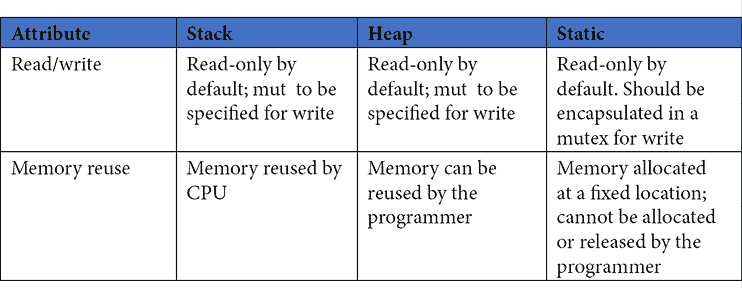 Attribute Stack Heap Static
Read/write
Read-only by
default; mut to be
specified for write
Read-only by
default; mut to be
specified for write
Read-only by
default. Should be
encapsulated in a
mutex for write
Memory reuse
Memory reused by
CPU
Memory can be
reused by the
programmer
Memory allocated
at a fixed location;
cannot be allocated
or released by the
programmer